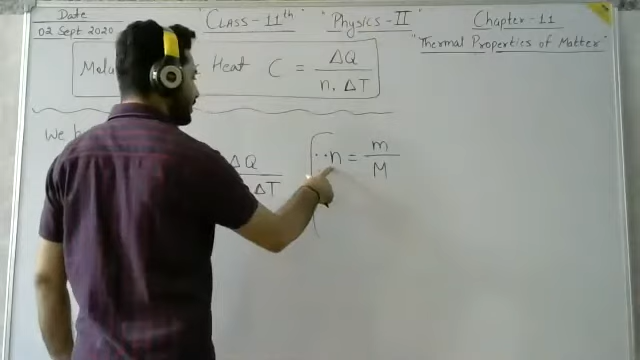 Date
02 Sept 2020
"CLASS-11th" "Physics-II"
Chapter-11
"Thermal Properties of Matter"
Heat C = ΔQ / n. ΔT
We
ΔQ / ΔT
∵ n = m / M